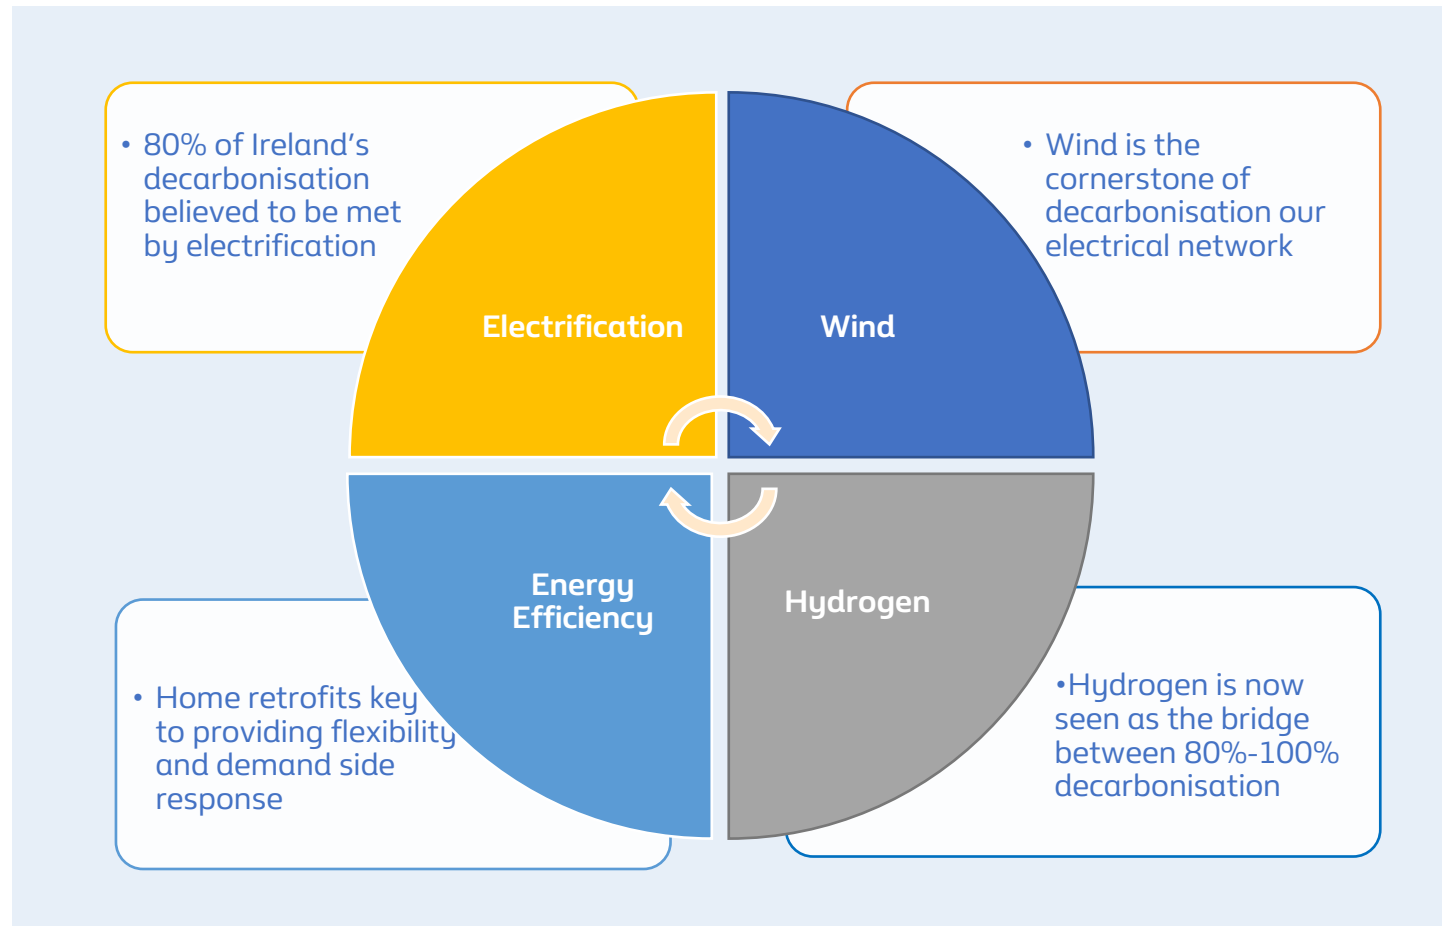 • 80% of Ireland's
decarbonisation
believed to be met
by electrification
Electrification
Wind
• Wind is the
cornerstone of
decarbonisation our
electrical network
Energy
Efficiency
Hydrogen
• Home retrofits key
to providing flexibility
and demand side
response
•Hydrogen is now
seen as the bridge
between 80%-100%
decarbonisation